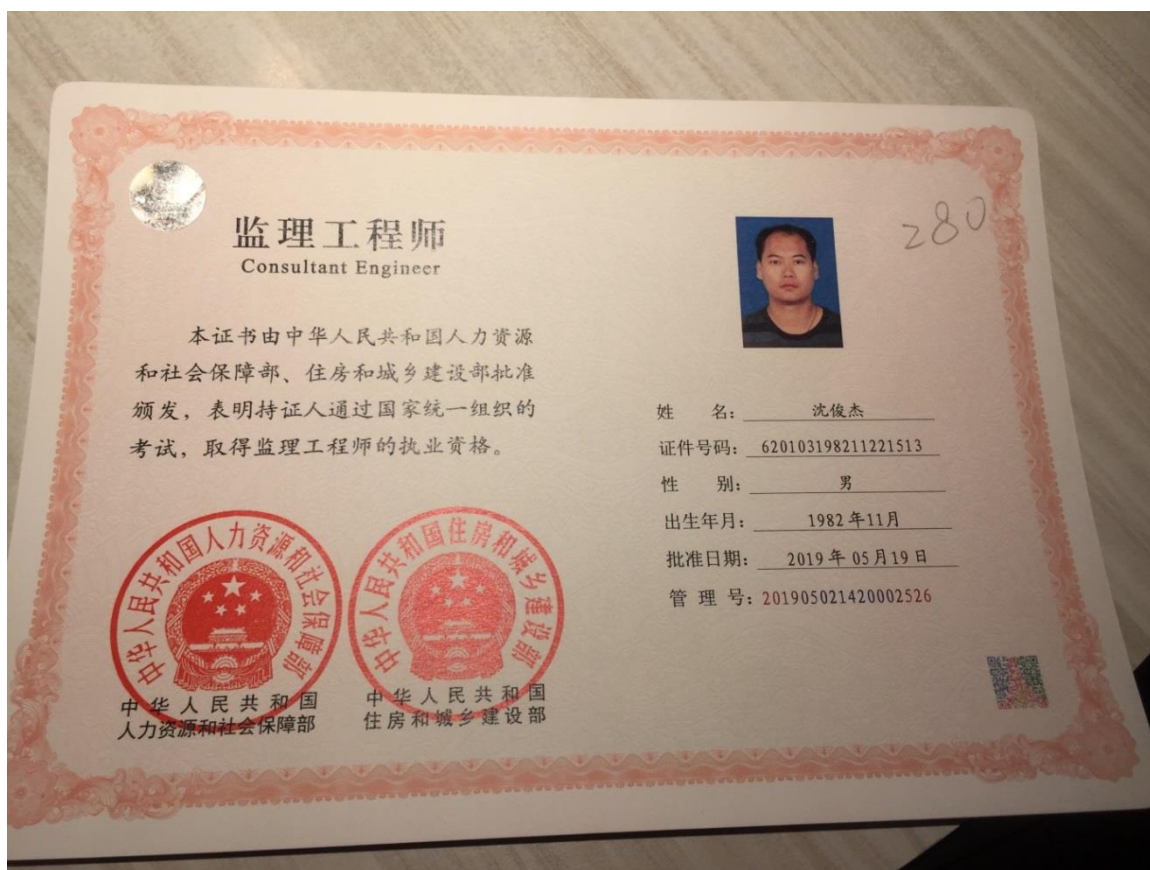 监理工程师
Consultant Engineer
本证书由中华人民共和国人力资源
和社会保障部、住房和城乡建设部批准
颁发，表明持证人通过国家统一组织的
考试，取得监理工程师的执业资格。
中华人民共和国人力资源和社会保障部
中华人民共和国住房和城乡建设部
中华人民共和国
人力资源和社会保障部
中华人民共和国
住房和城乡建设部
280
姓 名： 沈俊杰
证件号码： 620103198211221513
性 别： 男
出生年月： 1982年11月
批准日期： 2019年05月19日
管 理 号：201905021420002526